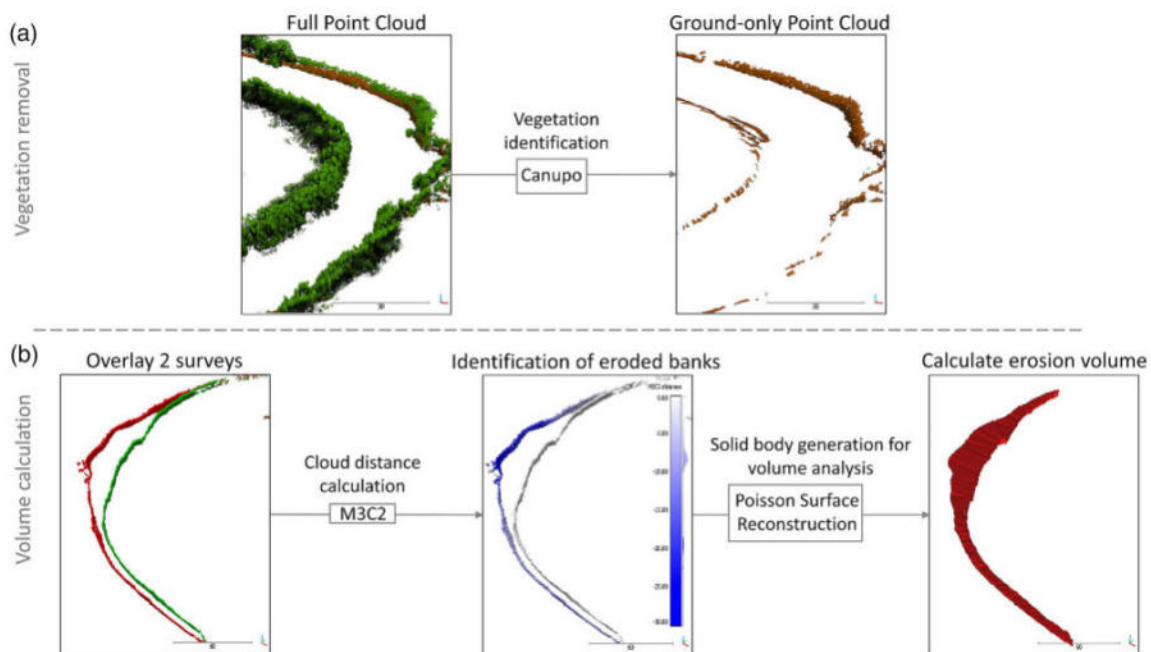 (a)
Vegetation removal
Full Point Cloud
Ground-only Point Cloud
Vegetation
identification
Canupo
(b)
Volume calculation
Overlay 2 surveys
Identification of eroded banks
Calculate erosion volume
Cloud distance
calculation
M3C2
Solid body generation for
volume analysis
Poisson Surface
Reconstruction